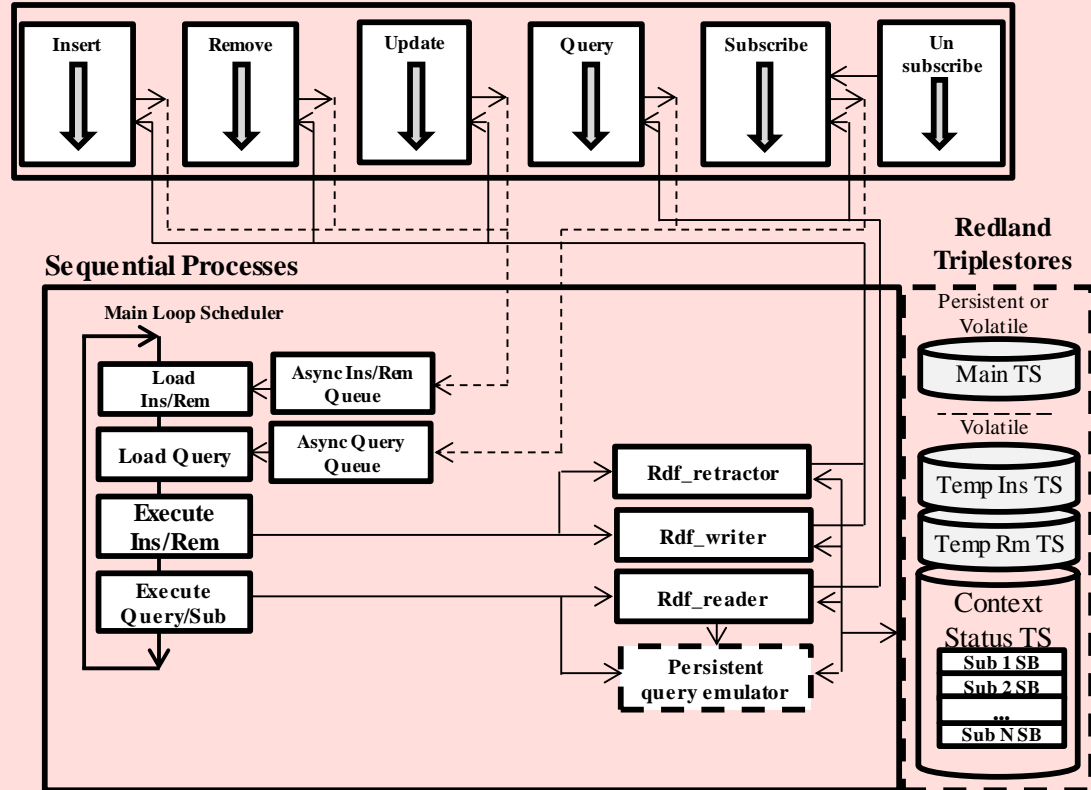 Insert
Remove
Update
Query
Subscribe
Un
subscribe
Sequential Processes
Redland
Triplestores
Main Loop Scheduler
Load
Ins/Rem
Async Ins/Rem
Queue
Load Query
Async Query
Queue
Execute
Ins/Rem
Execute
Query/Sub
Rdf_retractor
Rdf_writer
Rdf_reader
Persistent
query emulator
Persistent or
Volatile
Main TS
Volatile
Temp Ins TS
Temp Rm TS
Context
Status TS
Sub 1 SB
Sub 2 SB
...
Sub N SB